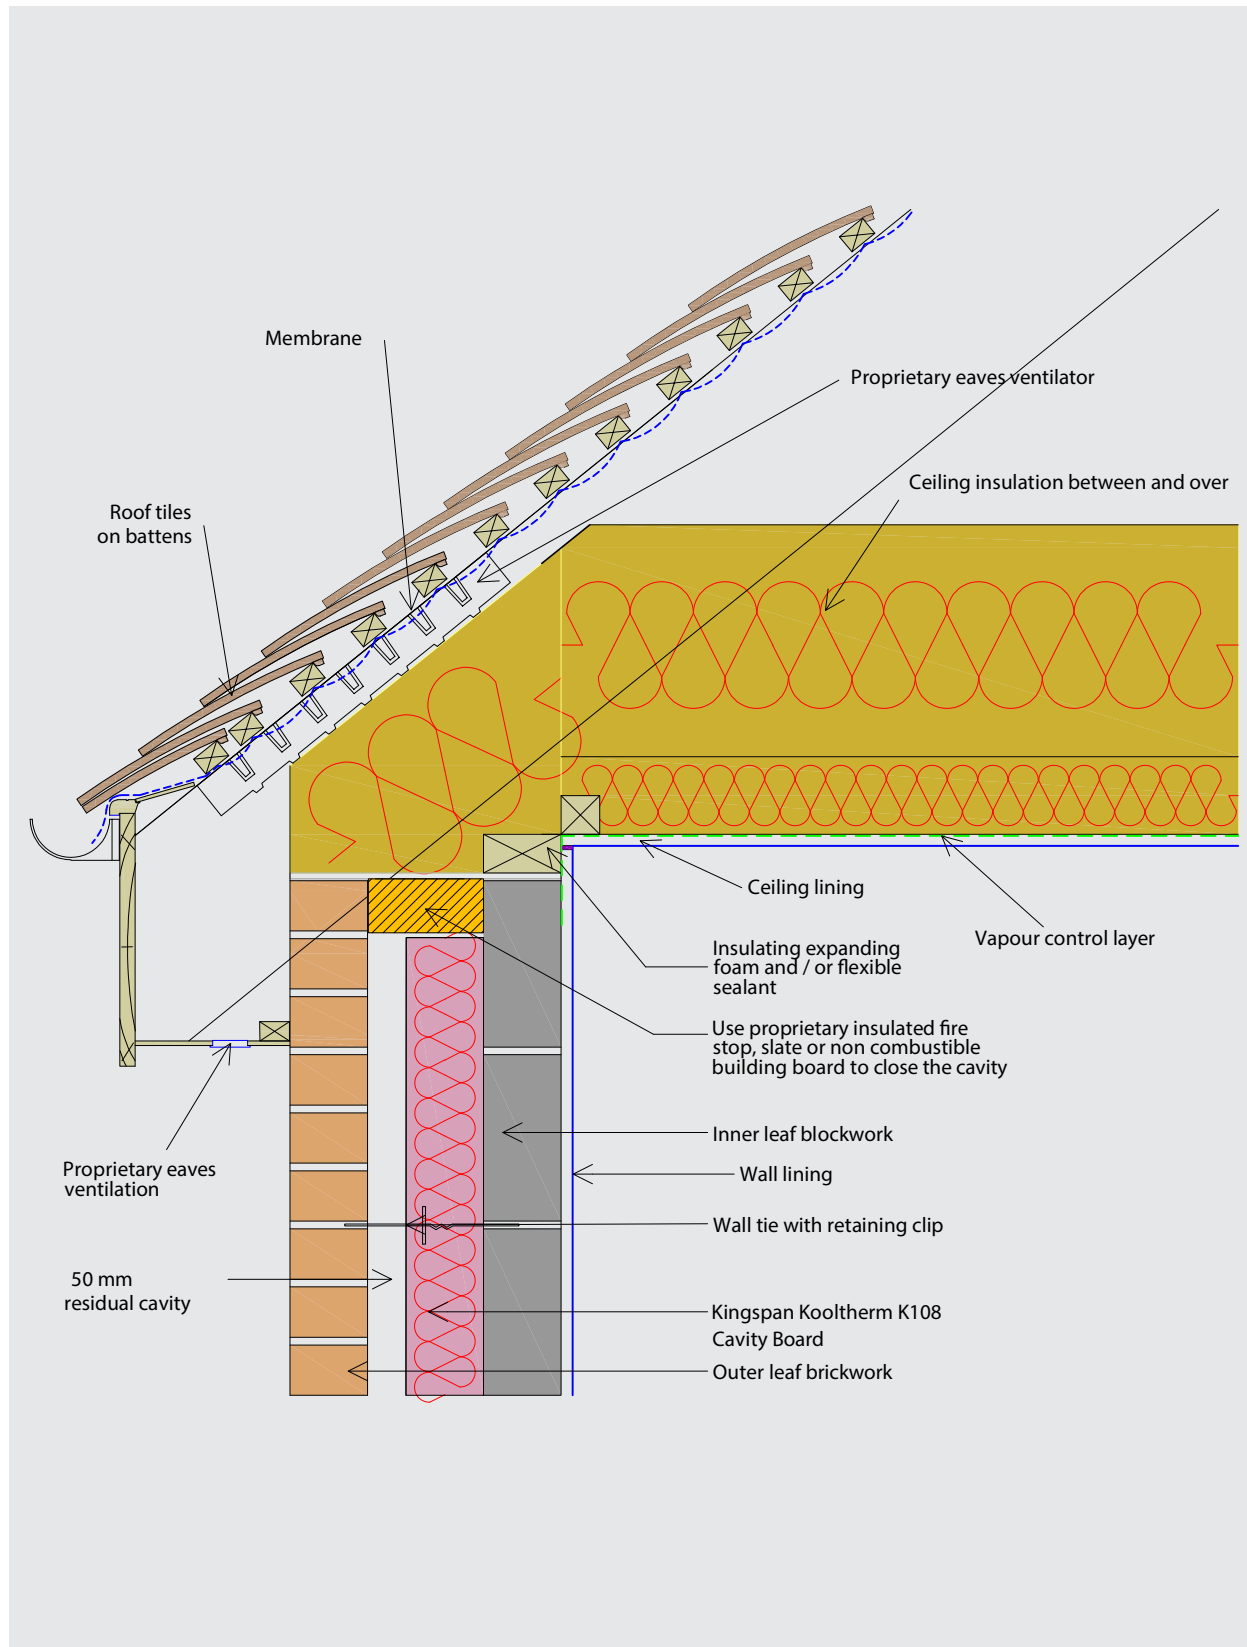 Membrane
Proprietary eaves ventilator
Ceiling insulation between and over
Roof tiles
on battens
Ceiling lining
Vapour control layer
Insulating expanding
foam and / or flexible
sealant
Use proprietary insulated fire
stop, slate or non combustible
building board to close the cavity
Inner leaf blockwork
Proprietary eaves
ventilation
Wall lining
Wall tie with retaining clip
50 mm
residual cavity
Kingspan Kooltherm K108
Cavity Board
Outer leaf brickwork